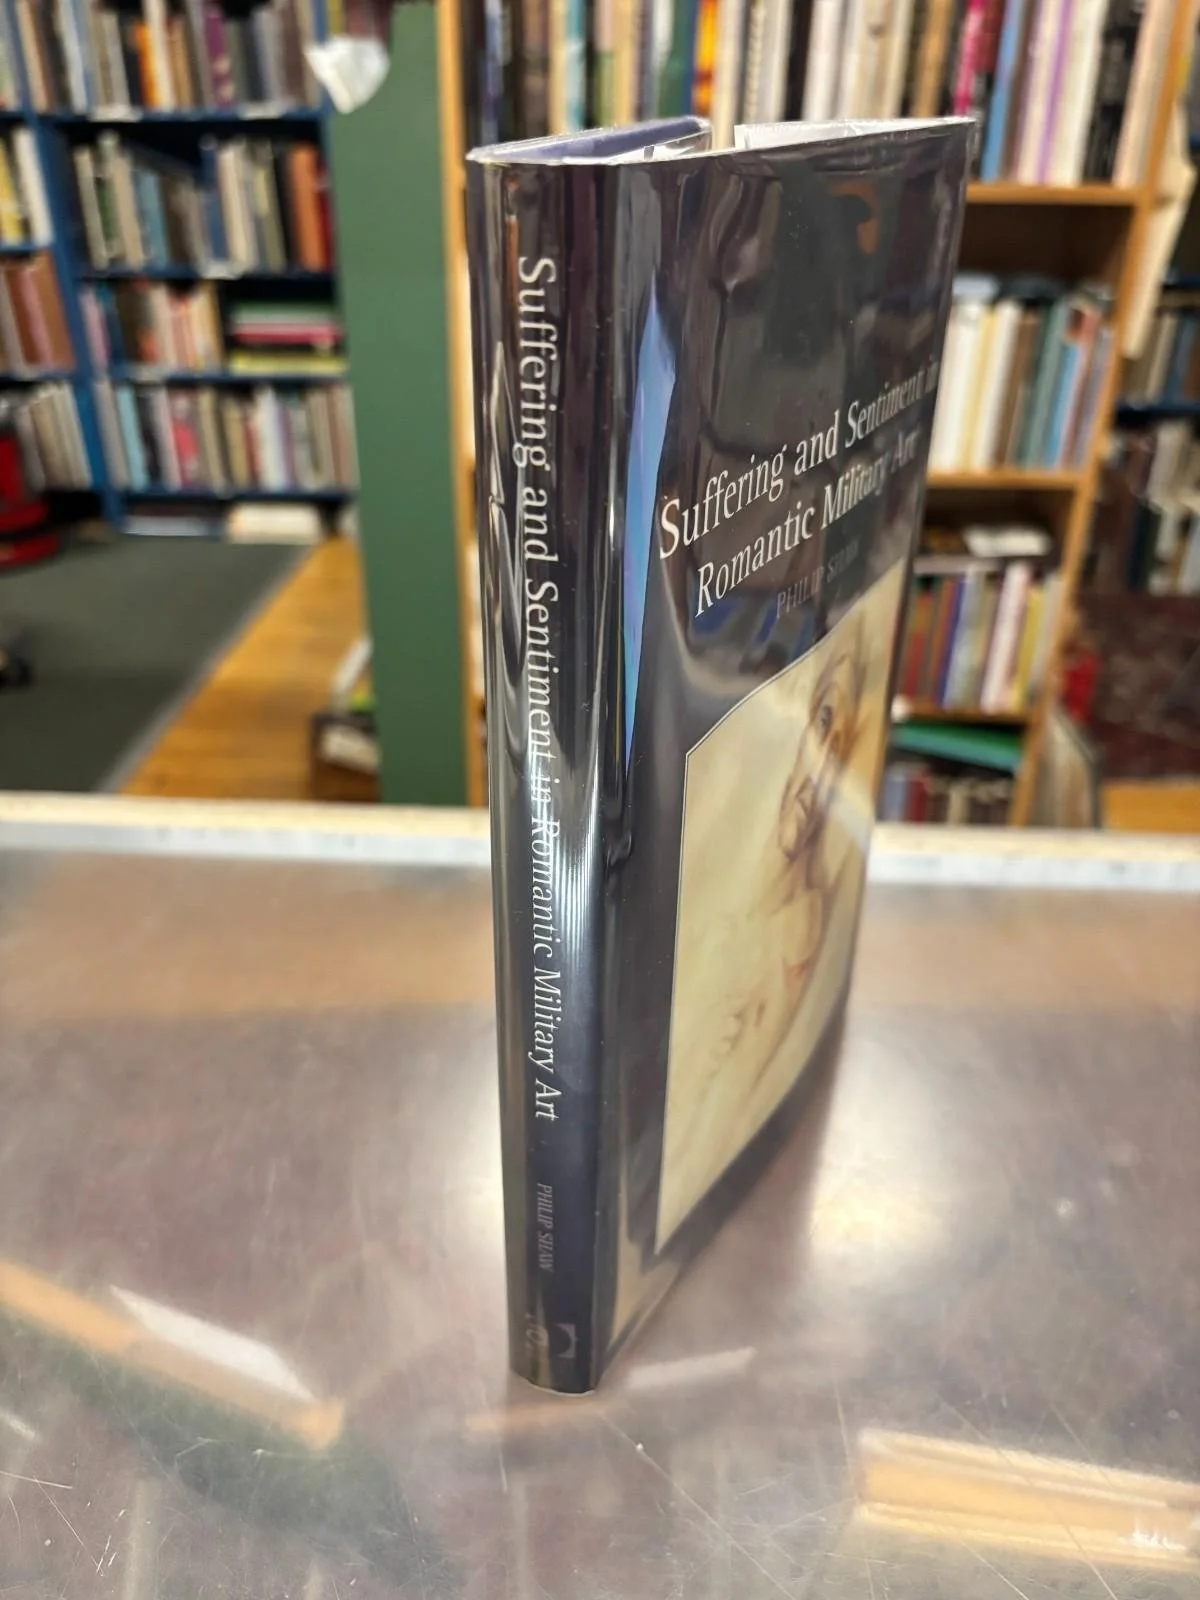 Suffering and Sentiment in Romantic Military Art
PHILIP SHAW
Suffering and Sentiment in
Romantic Military Art
PHILIP SHAW